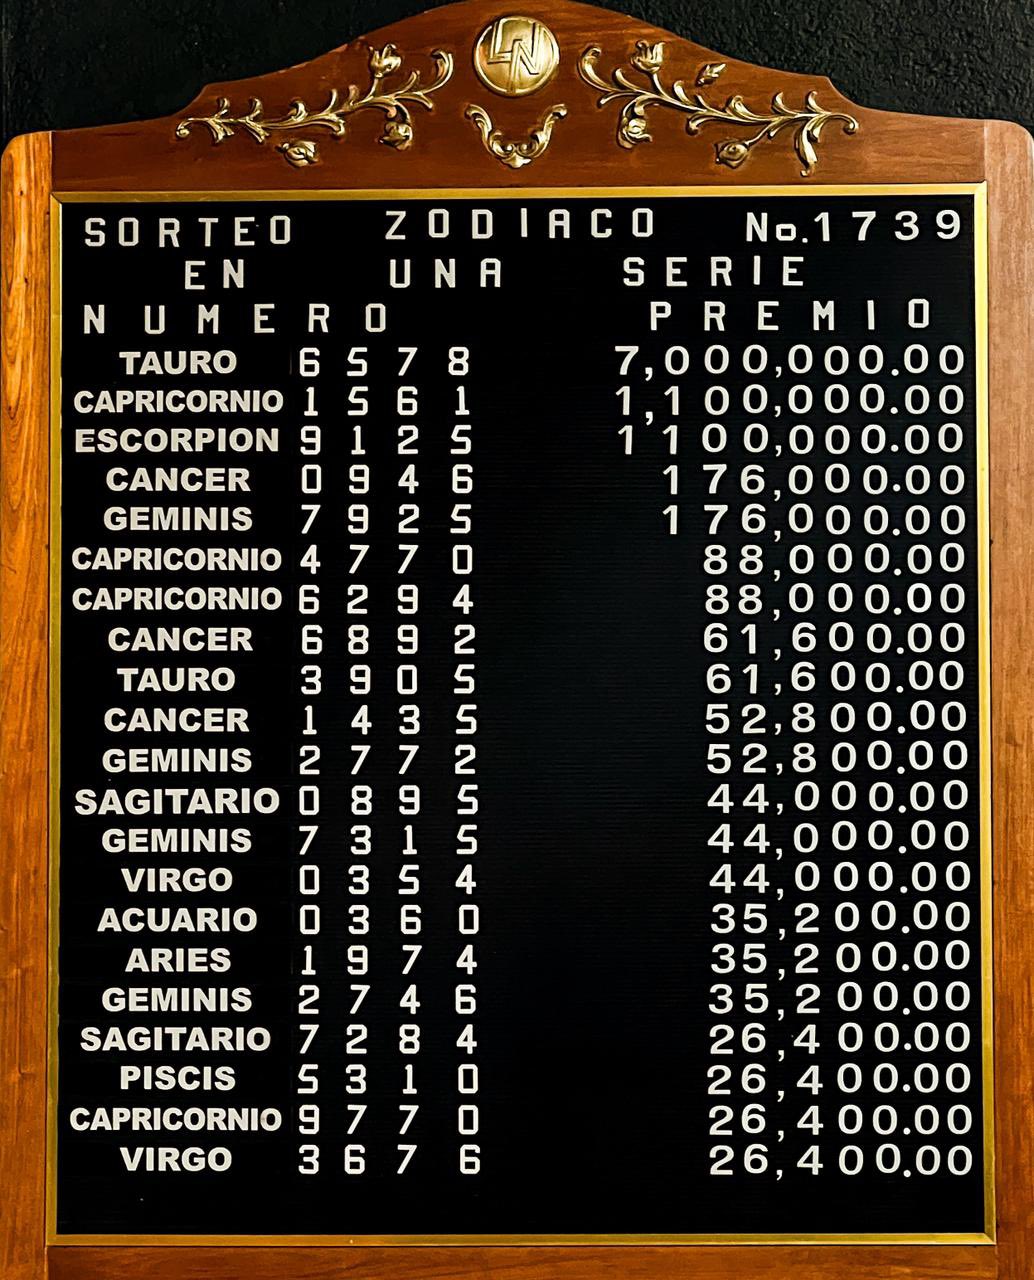 LN
SORTEO ZODIACO No.1739
EN UNA SERIE
NUMERO PREMIO
TAURO 6578 7,000,000.00
CAPRICORNIO 1561 1,100,000.00
ESCORPION 9125 1100,000.00
CANCER 0946 176,000.00
GEMINIS 7925 176,000.00
CAPRICORNIO 4770 88,000.00
CAPRICORNIO 6294 88,000.00
CANCER 6892 61,600.00
TAURO 3905 61,600.00
CANCER 1435 52,800.00
GEMINIS 2772 52,800.00
SAGITARIO 0895 44,000.00
GEMINIS 7315 44,000.00
VIRGO 0354 44,000.00
ACUARIO 0360 35,200.00
ARIES 1974 35,200.00
GEMINIS 2746 35,200.00
SAGITARIO 7284 26,400.00
PISCIS 5310 26,400.00
CAPRICORNIO 9770 26,400.00
VIRGO 3676 26,400.00